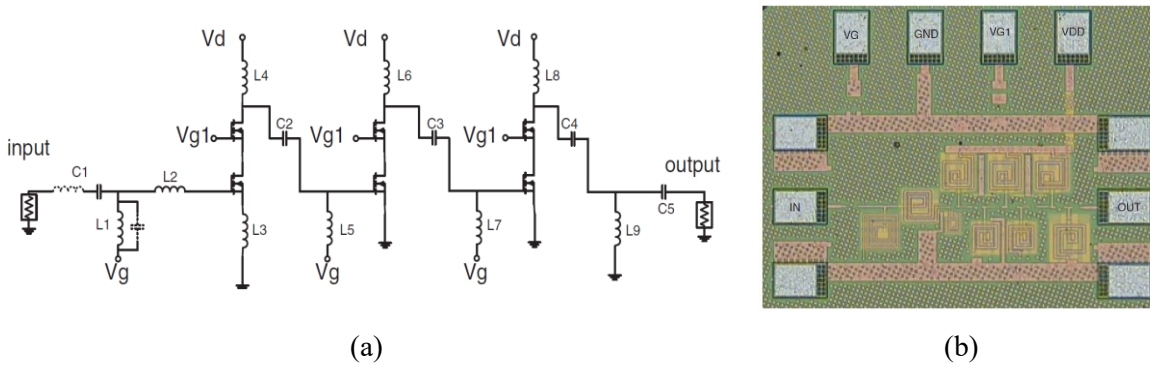 Vd Vd Vd
L4 L6 L8
Vg1 C2 Vg1 C3 Vg1 C4
input output
C1 L2 C5
L1 L3 L5 L7 L9
Vg Vg Vg
(a)
VG GND VG1 VDD
IN OUT
(b)